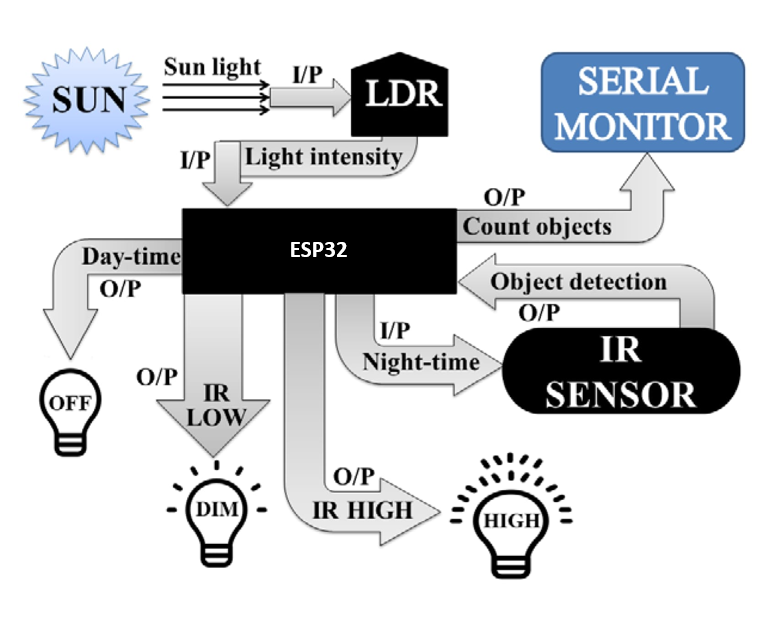 SUN
Sun light
I/P
LDR
SERIAL
MONITOR
I/P
Light intensity
O/P
Count objects
ESP32
Day-time
O/P
Object detection
O/P
I/P
Night-time
IR
SENSOR
O/P
IR
LOW
OFF
O/P
IR HIGH
DIM
HIGH